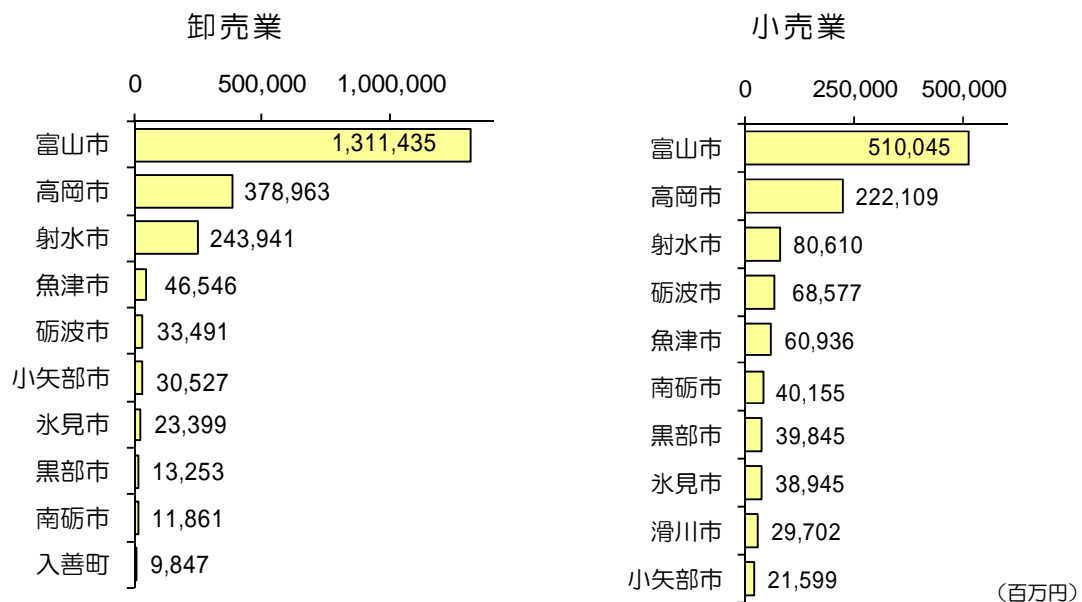 卸売業
0 500,000 1,000,000
富山市 1,311,435
高岡市 378,963
射水市 243,941
魚津市 46,546
砺波市 33,491
小矢部市 30,527
氷見市 23,399
黒部市 13,253
南砺市 11,861
入善町 9,847
小売業
0 250,000 500,000
富山市 510,045
高岡市 222,109
射水市 80,610
砺波市 68,577
魚津市 60,936
南砺市 40,155
黒部市 39,845
氷見市 38,945
滑川市 29,702
小矢部市 21,599
（百万円）